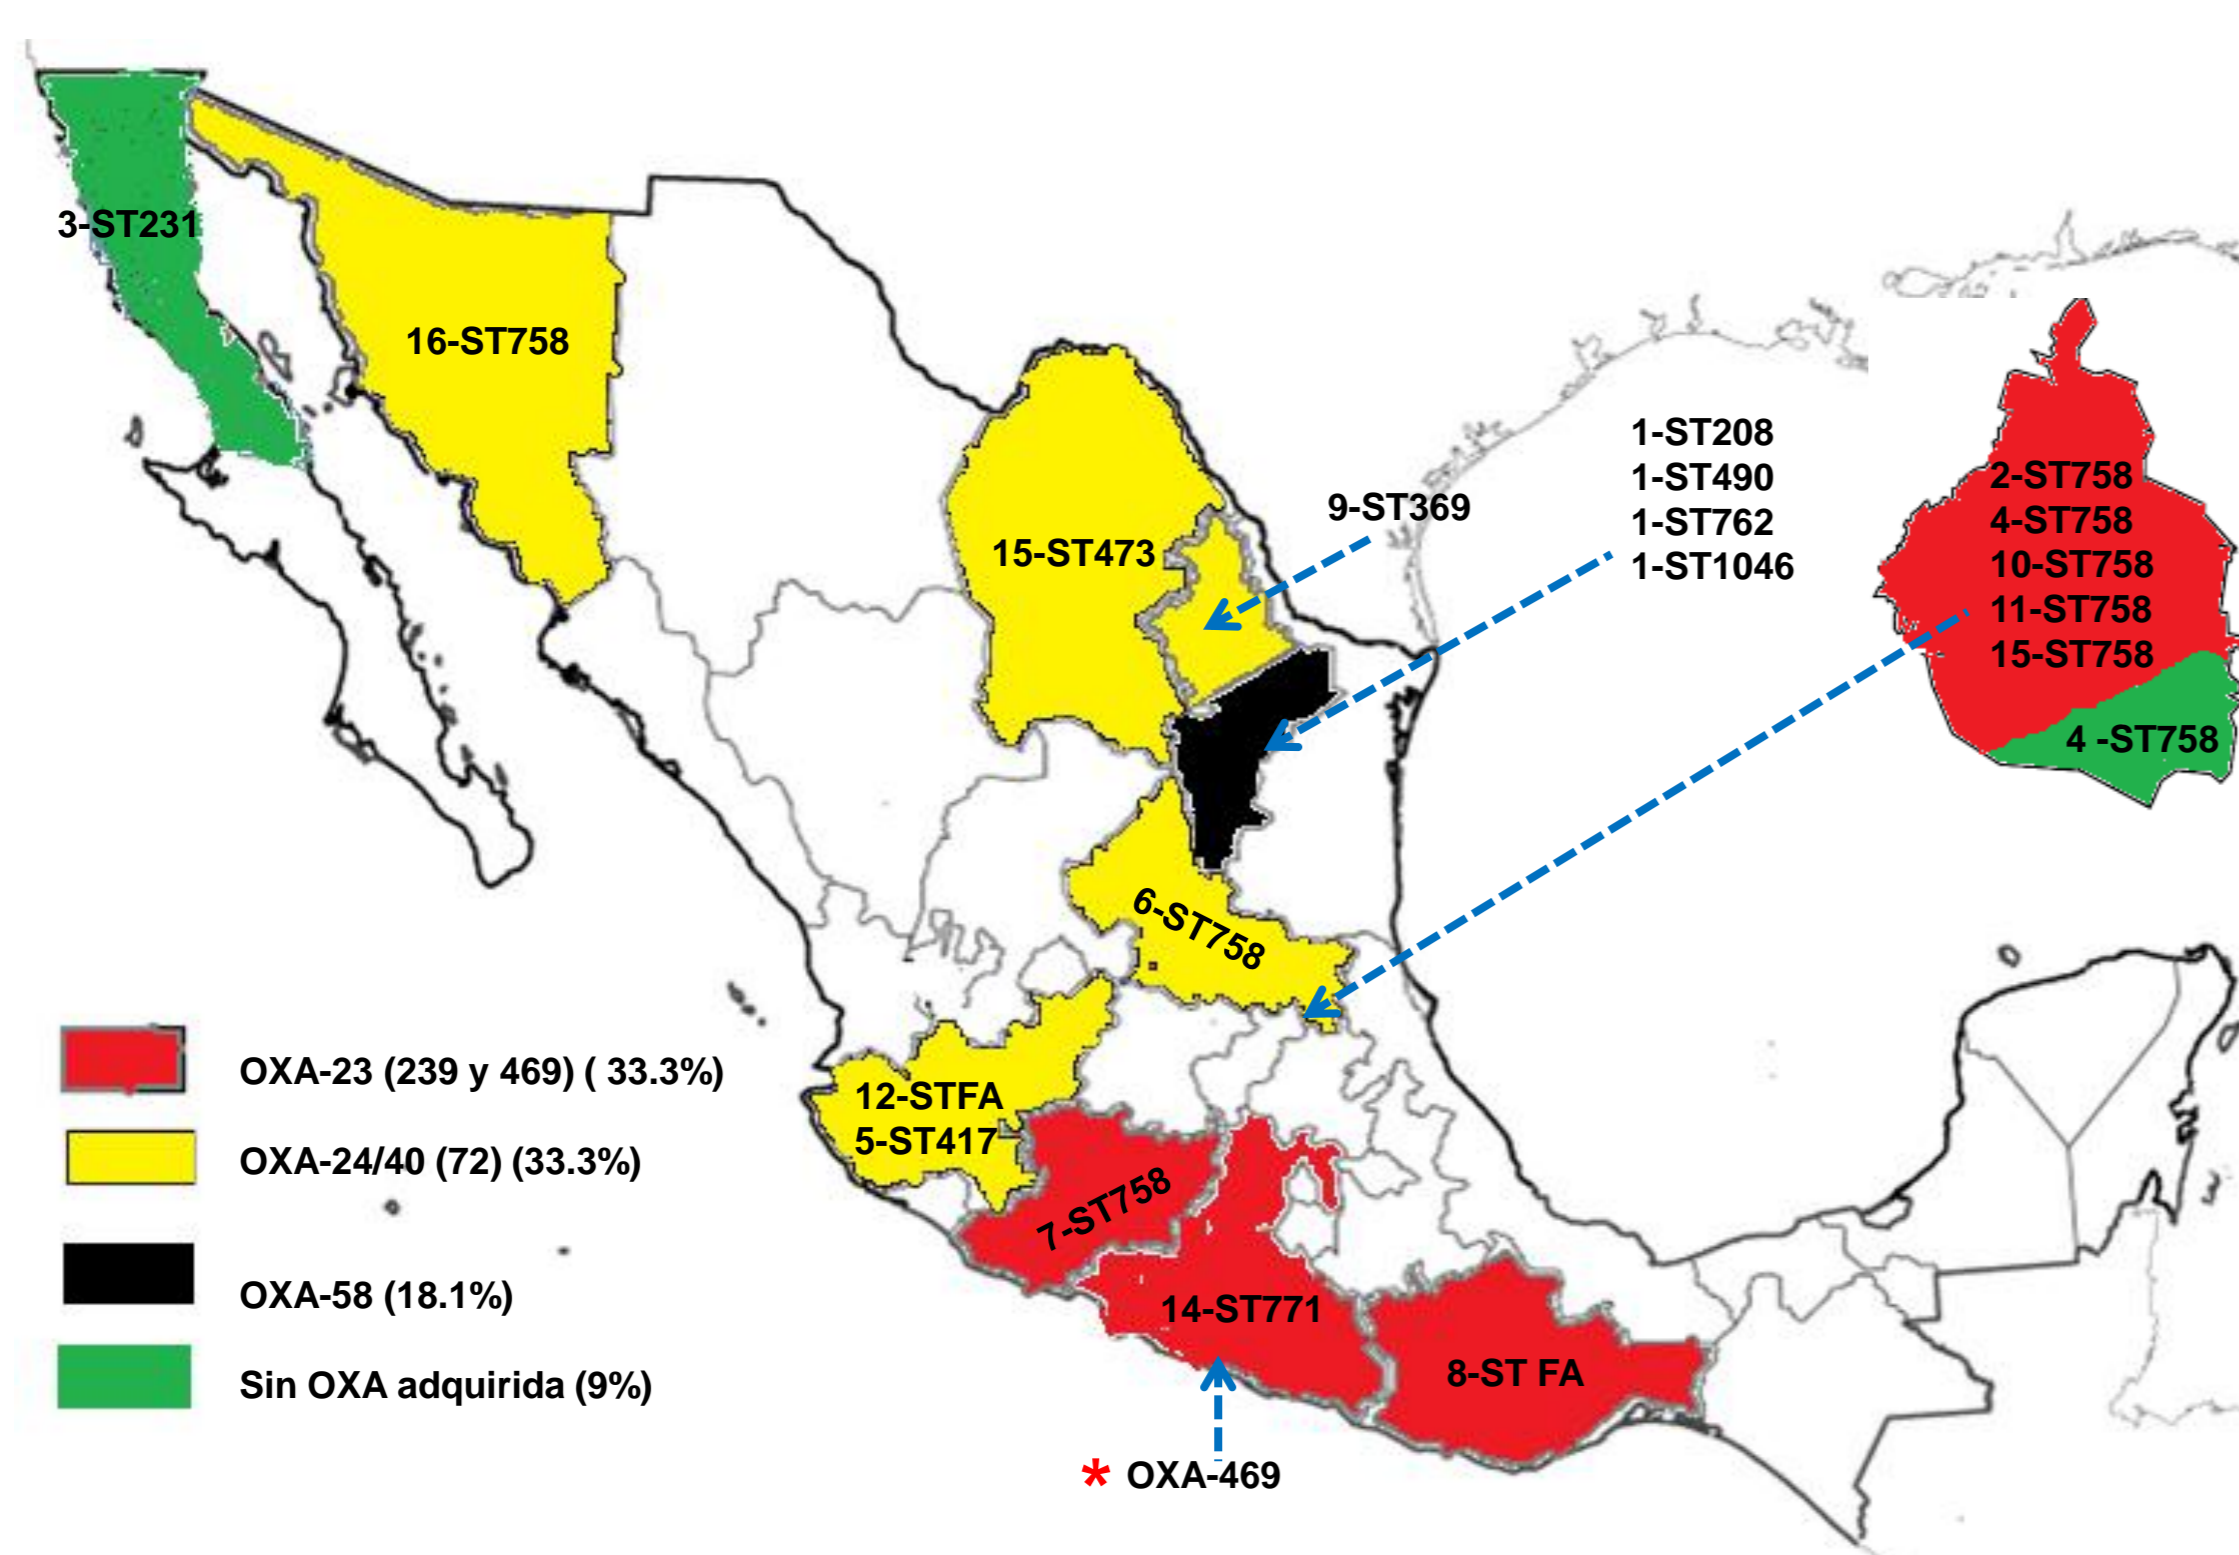 3-ST231
16-ST758
15-ST473
9-ST369
1-ST208
1-ST490
1-ST762
1-ST1046
2-ST758
4-ST758
10-ST758
11-ST758
15-ST758
4 -ST758
6-ST758
12-STFA
5-ST417
7-ST758
14-ST771
8-ST FA
* OXA-469
OXA-23 (239 y 469) ( 33.3%)
OXA-24/40 (72) (33.3%)
OXA-58 (18.1%)
Sin OXA adquirida (9%)